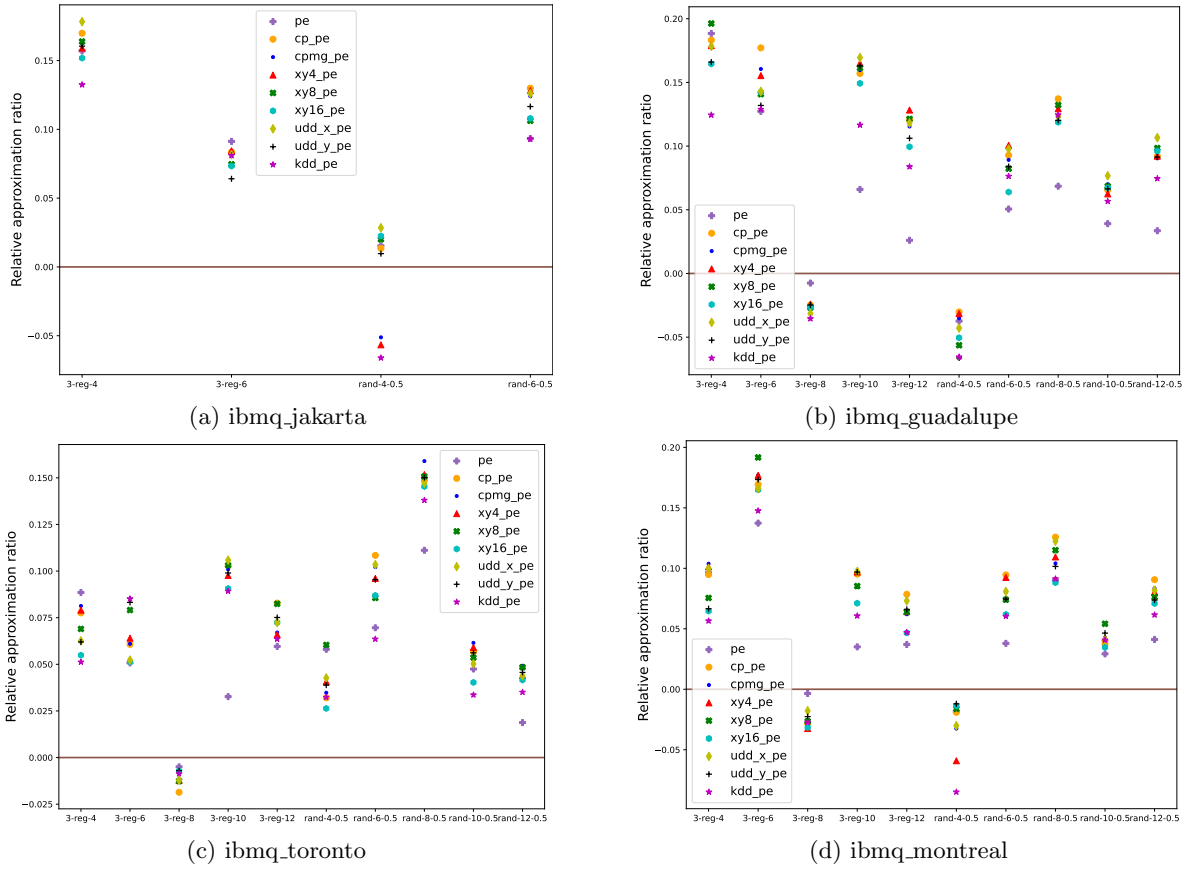 Relative approximation ratio
0.15
0.10
0.05
0.00
−0.05
pe
cp_pe
cpmg_pe
xy4_pe
xy8_pe
xy16_pe
udd_x_pe
udd_y_pe
kdd_pe
3-reg-4 3-reg-6 rand-4-0.5 rand-6-0.5
(a) ibmq_jakarta
Relative approximation ratio
0.20
0.15
0.10
0.05
0.00
−0.05
pe
cp_pe
cpmg_pe
xy4_pe
xy8_pe
xy16_pe
udd_x_pe
udd_y_pe
kdd_pe
3-reg-4 3-reg-6 3-reg-8 3-reg-10 3-reg-12 rand-4-0.5 rand-6-0.5 rand-8-0.5 rand-10-0.5 rand-12-0.5
(b) ibmq_guadalupe
Relative approximation ratio
0.150
0.125
0.100
0.075
0.050
0.025
0.000
−0.025
pe
cp_pe
cpmg_pe
xy4_pe
xy8_pe
xy16_pe
udd_x_pe
udd_y_pe
kdd_pe
3-reg-4 3-reg-6 3-reg-8 3-reg-10 3-reg-12 rand-4-0.5 rand-6-0.5 rand-8-0.5 rand-10-0.5 rand-12-0.5
(c) ibmq_toronto
Relative approximation ratio
0.20
0.15
0.10
0.05
0.00
−0.05
pe
cp_pe
cpmg_pe
xy4_pe
xy8_pe
xy16_pe
udd_x_pe
udd_y_pe
kdd_pe
3-reg-4 3-reg-6 3-reg-8 3-reg-10 3-reg-12 rand-4-0.5 rand-6-0.5 rand-8-0.5 rand-10-0.5 rand-12-0.5
(d) ibmq_montreal